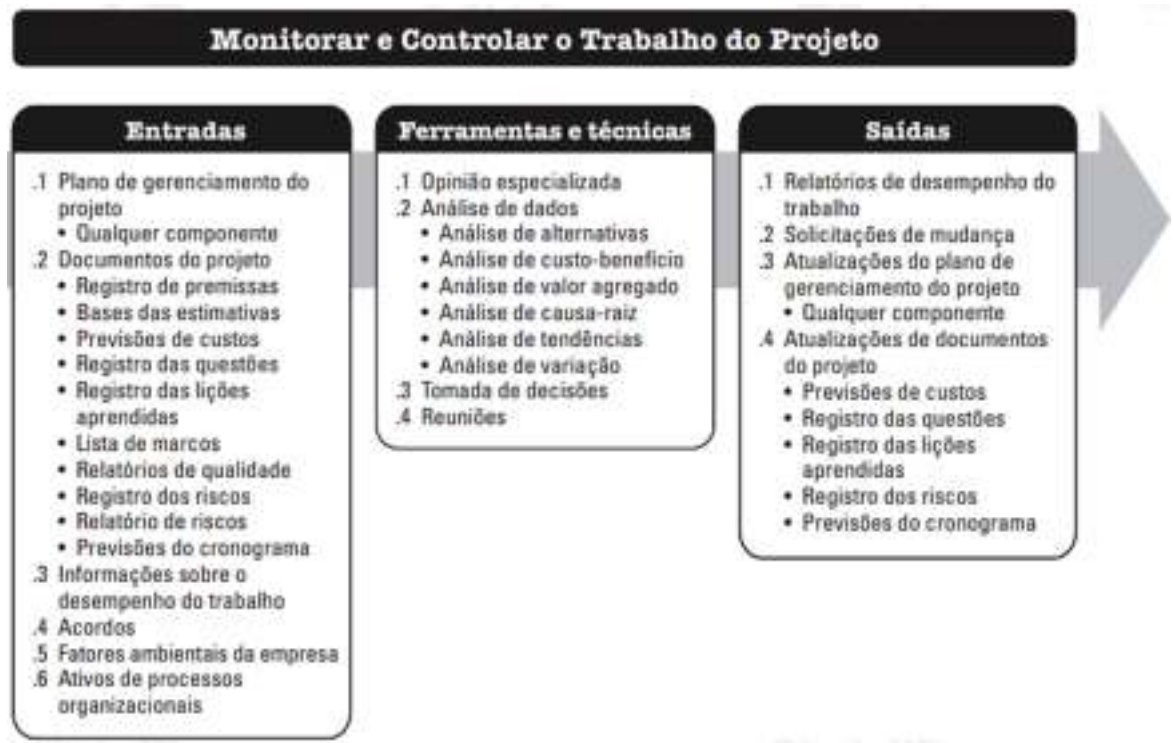 Monitorar e Controlar o Trabalho do Projeto
Entradas
.1 Plano de gerenciamento do
projeto
• Qualquer componente
.2 Documentos do projeto
• Registro de premissas
• Bases das estimativas
• Previsões de custos
• Registro das questões
• Registro das lições
aprendidas
• Lista de marcos
• Relatórios de qualidade
• Registro dos riscos
• Relatório de riscos
• Previsões do cronograma
.3 Informações sobre o
desempenho do trabalho
.4 Acordos
.5 Fatores ambientais da empresa
.6 Ativos de processos
organizacionais
Ferramentas e técnicas
.1 Opinião especializada
.2 Análise de dados
• Análise de alternativas
• Análise de custo-benefício
• Análise de valor agregado
• Análise de causa-raiz
• Análise de tendências
• Análise de variação
.3 Tomada de decisões
.4 Reuniões
Saídas
.1 Relatórios de desempenho do
trabalho
.2 Solicitações de mudança
.3 Atualizações do plano de
gerenciamento do projeto
• Qualquer componente
.4 Atualizações de documentos
do projeto
• Previsões de custos
• Registro das questões
• Registro das lições
aprendidas
• Registro dos riscos
• Previsões do cronograma